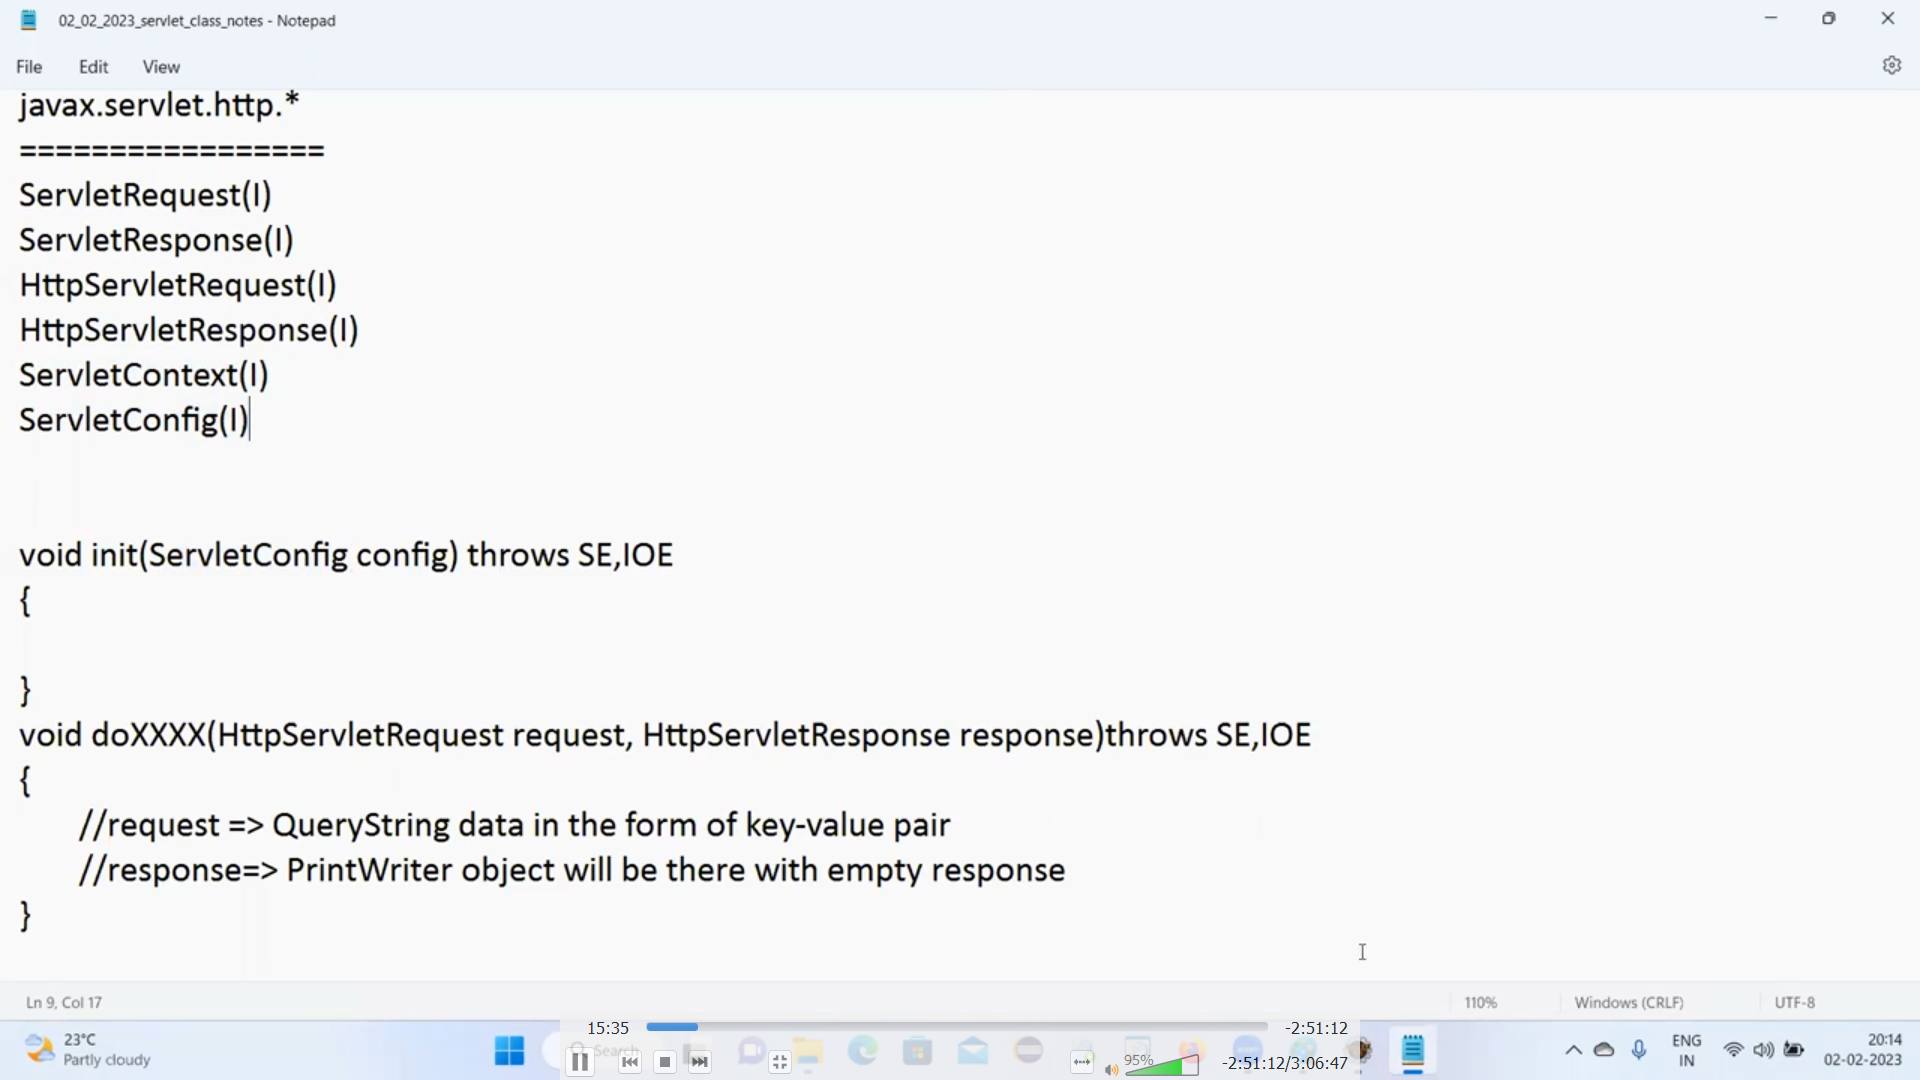 02_02_2023_servlet_class_notes - Notepad
File Edit View
javax.servlet.http.*
=================
ServletRequest(I)
ServletResponse(I)
HttpServletRequest(I)
HttpServletResponse(I)
ServletContext(I)
ServletConfig(I)
void init(ServletConfig config) throws SE,IOE
{
}
void doXXXX(HttpServletRequest request, HttpServletResponse response)throws SE,IOE
{
//request => QueryString data in the form of key-value pair
//response=> PrintWriter object will be there with empty response
}
Ln 9, Col 17 110% Windows (CRLF) UTF-8
15:35 -2:51:12
23°C
Partly cloudy
Search
95%
-2:51:12/3:06:47
ENG
IN
20:14
02-02-2023